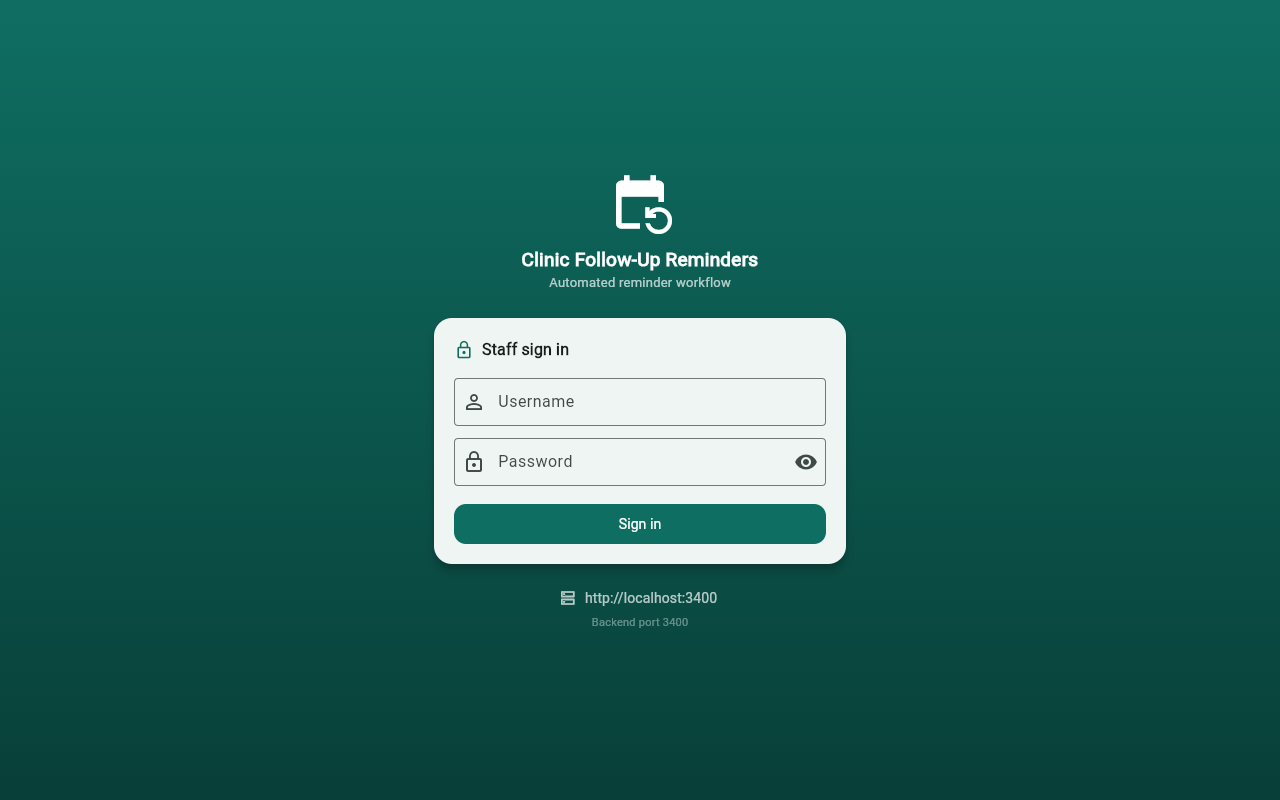 Clinic Follow-Up Reminders
Automated reminder workflow
Staff sign in
Username
Password
Sign in
http://localhost:3400
Backend port 3400